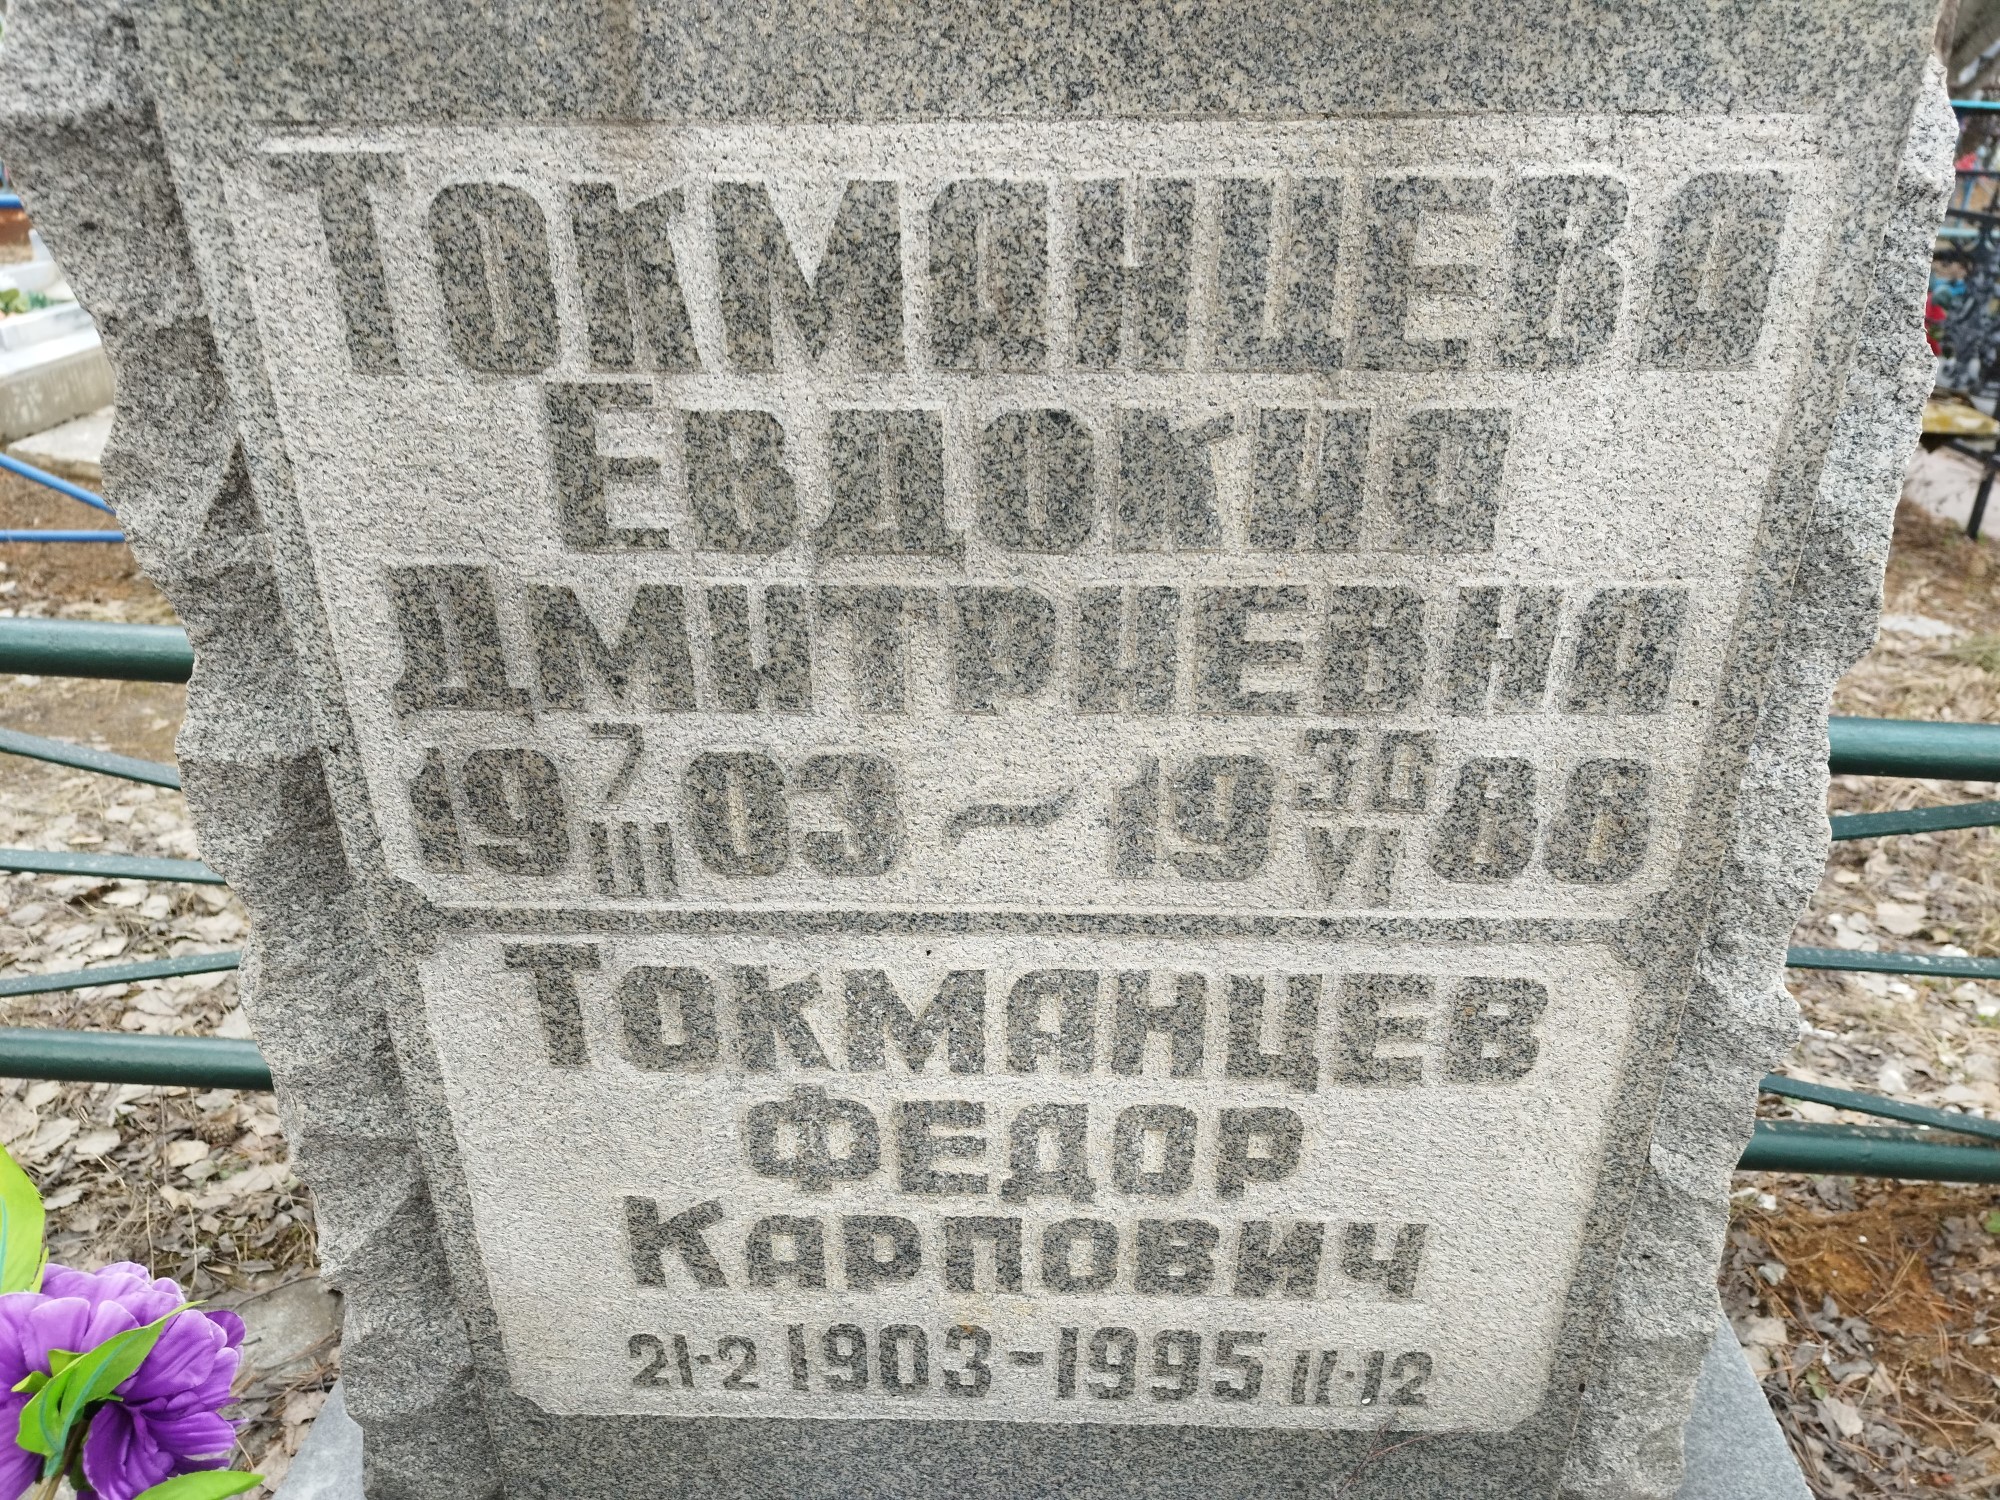 Токманцева
Евдокия
Дмитриевна
19 7/III 03 ~ 19 30/VI 88
Токманцев
Федор
Карпович
21-2 1903-1995 11-12